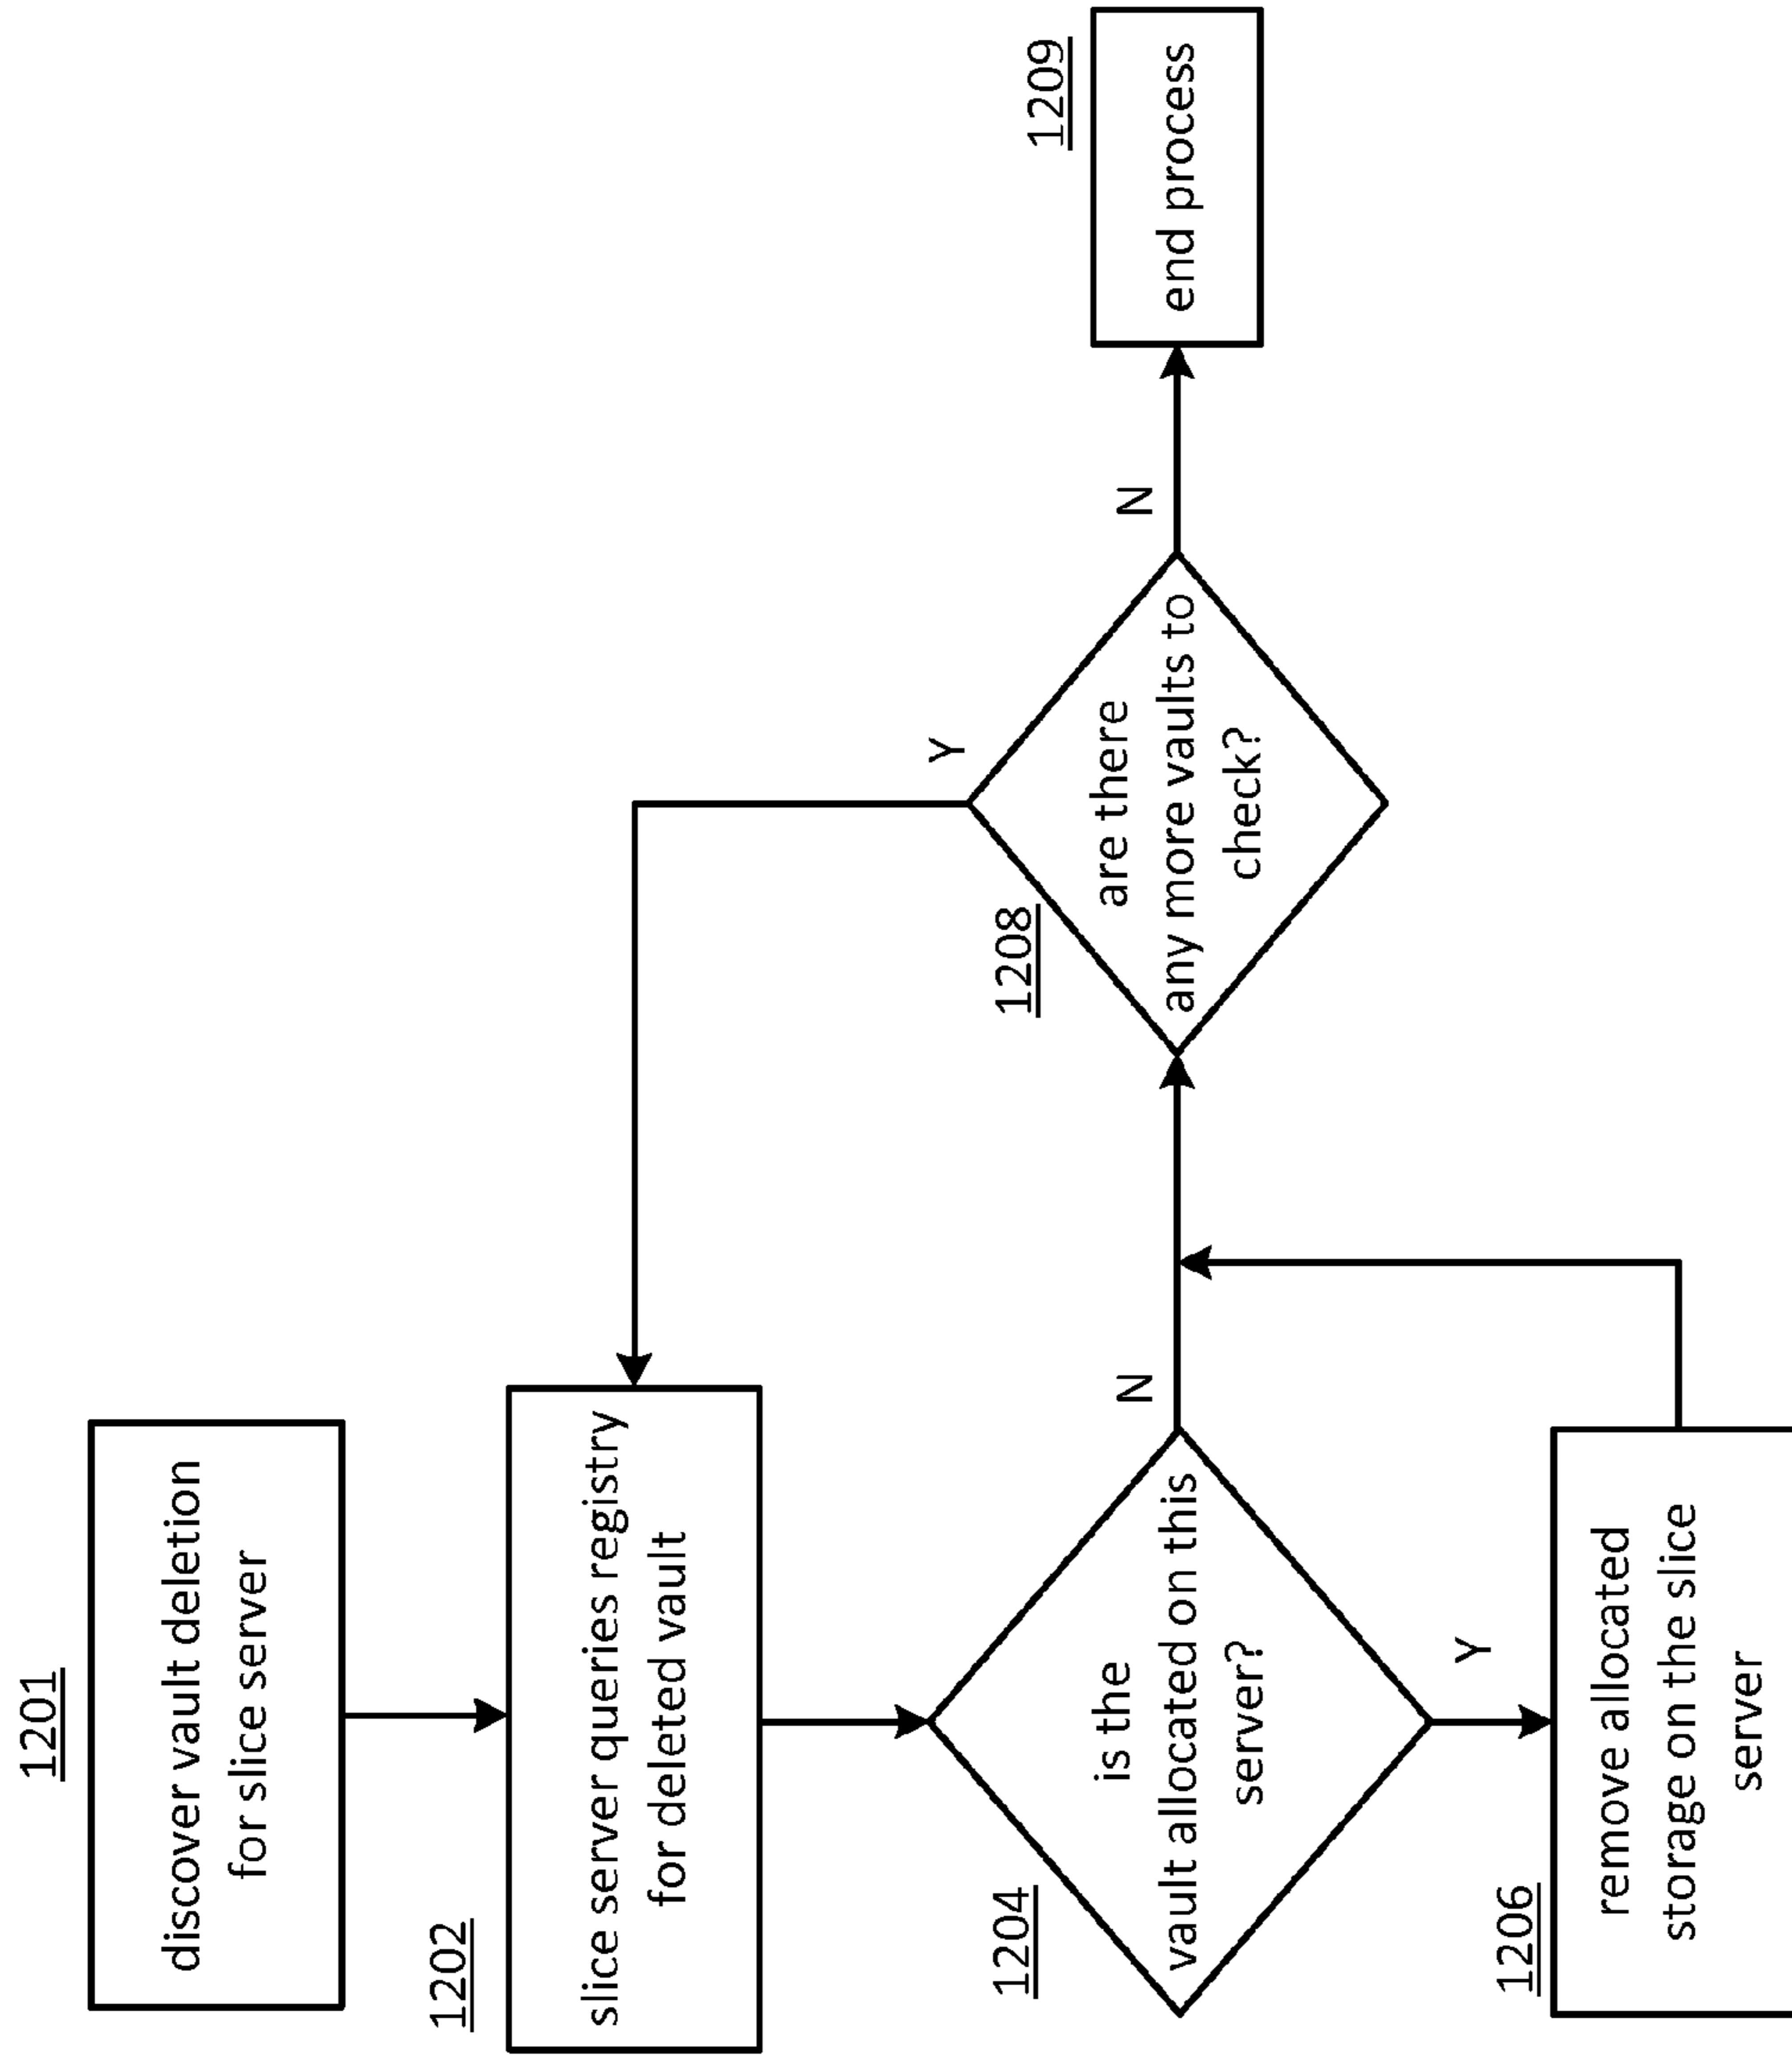 1201
discover vault deletion
for slice server
1202
slice server queries registry
for deleted vault
1204
is the
vault allocated on this
server?
N
Y
1206
remove allocated
storage on the slice
server
1208
are there
any more vaults to
check?
Y
N
1209
end process